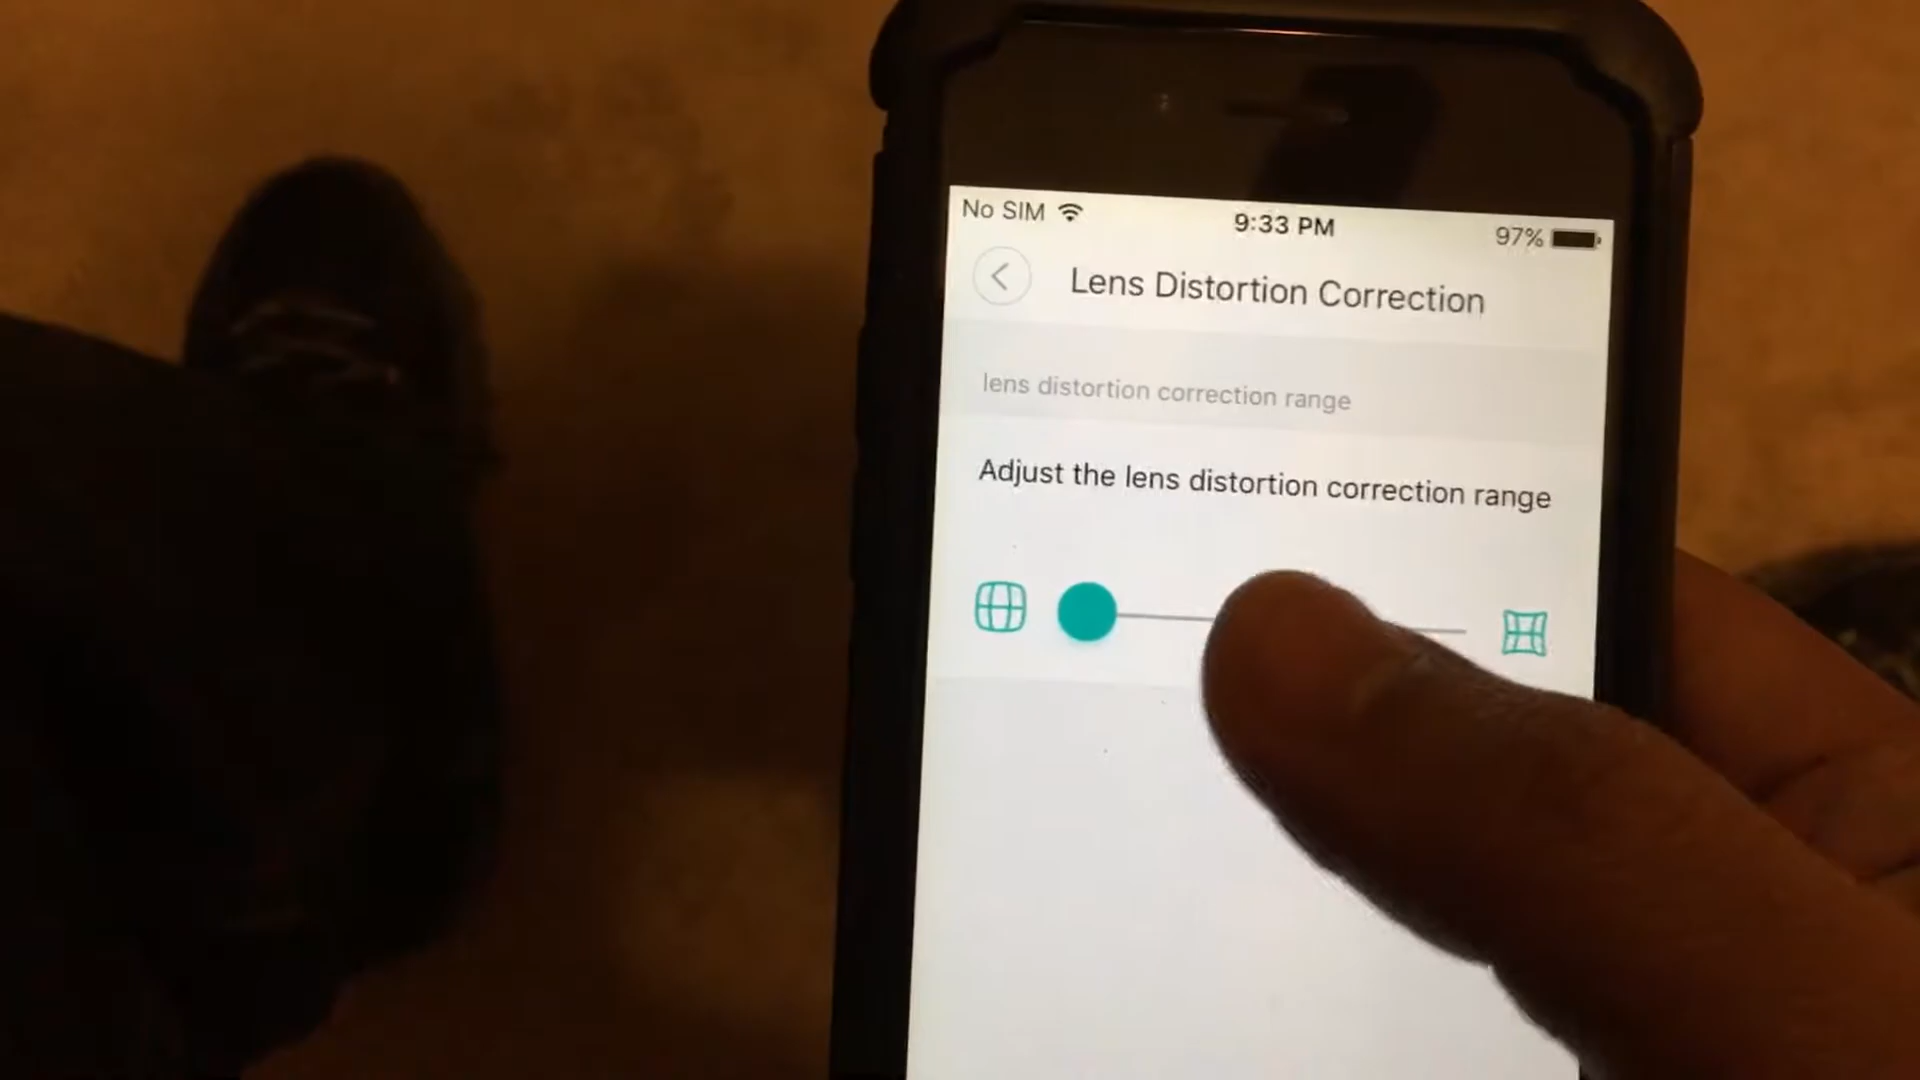 No SIM 9:33 PM 97%
Lens Distortion Correction
lens distortion correction range
Adjust the lens distortion correction range